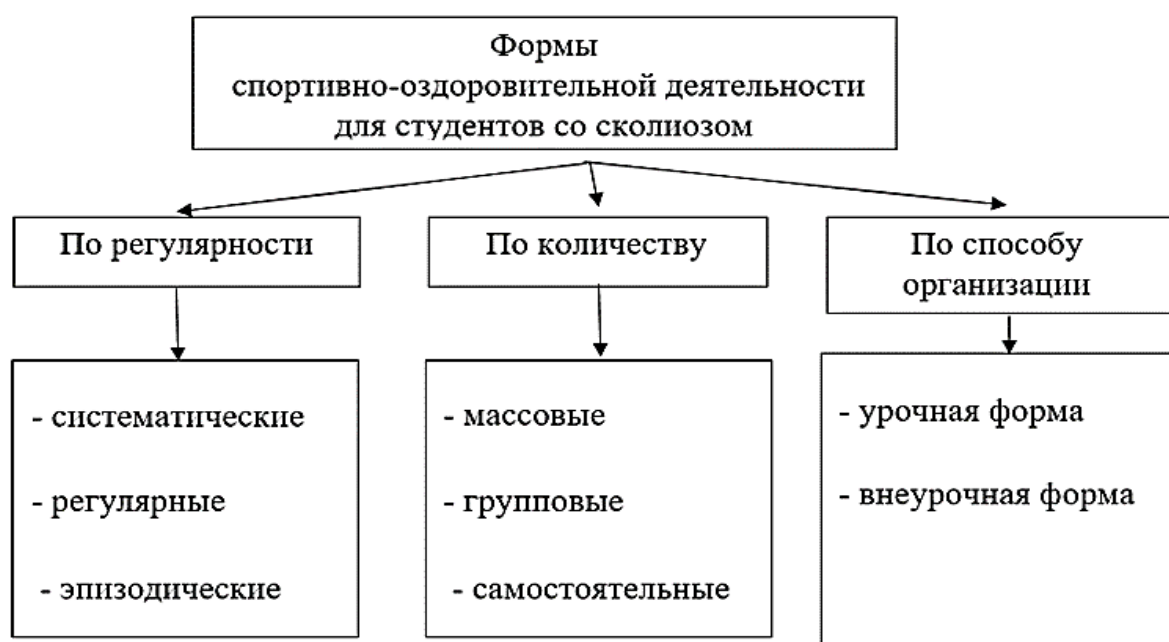 Формы
спортивно-оздоровительной деятельности
для студентов со сколиозом
По регулярности
По количеству
По способу
организации
- систематические
- регулярные
- эпизодические
- массовые
- групповые
- самостоятельные
- урочная форма
- внеурочная форма